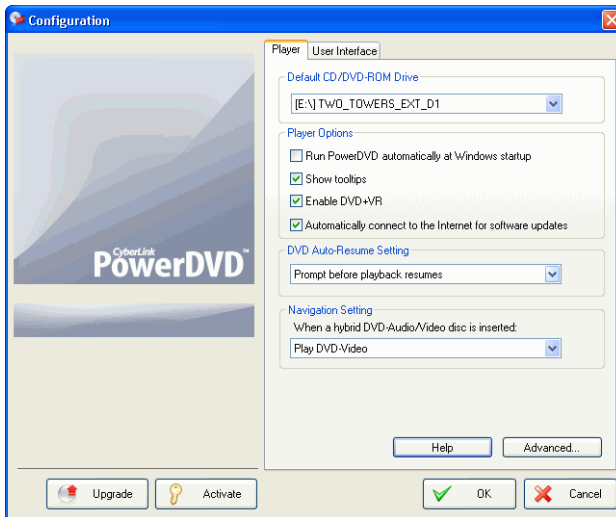 Configuration
Player
User Interface
Default CD/DVD-ROM Drive
[E:\] TWO_TOWERS_EXT_D1
Player Options
Run PowerDVD automatically at Windows startup
Show tooltips
Enable DVD+VR
Automatically connect to the Internet for software updates
CyberLink
PowerDVD™
DVD Auto-Resume Setting
Prompt before playback resumes
Navigation Setting
When a hybrid DVD-Audio/Video disc is inserted:
Play DVD-Video
Help
Advanced...
Upgrade
Activate
OK
Cancel